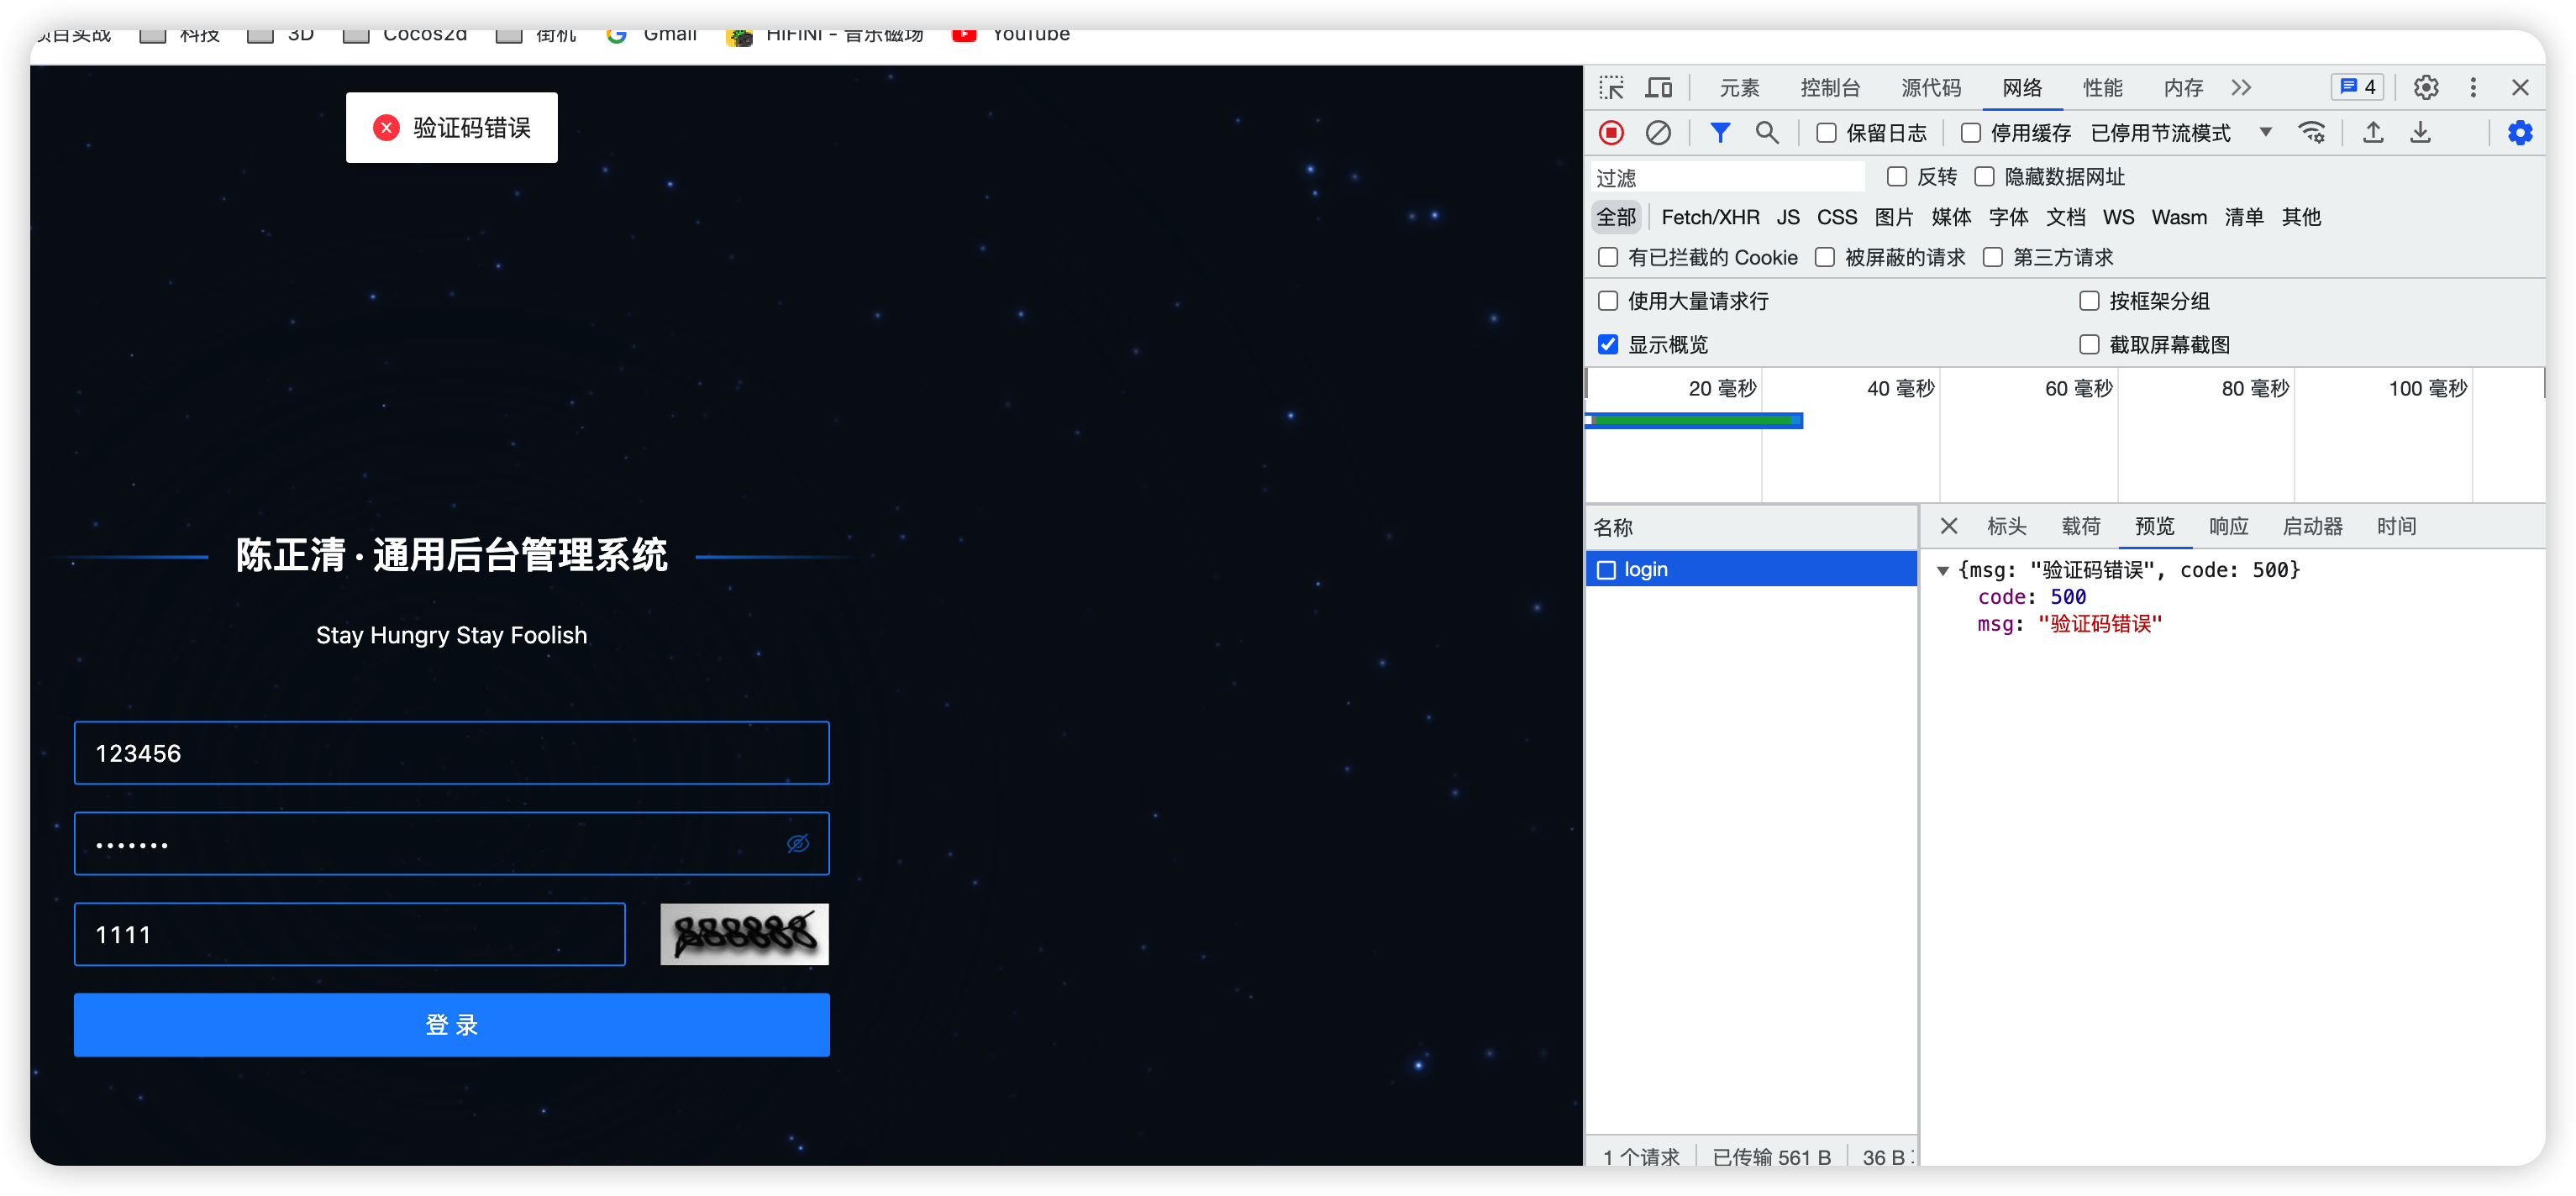 项目实战 科技 3D Cocos2d 街机 Gmail HiFiNi - 音乐磁场 YouTube
验证码错误
陈正清 · 通用后台管理系统
Stay Hungry Stay Foolish
123456
•••••••
1111
888888
登 录
元素 控制台 源代码 网络 性能 内存 4
保留日志 停用缓存 已停用节流模式
过滤 反转 隐藏数据网址
全部 Fetch/XHR JS CSS 图片 媒体 字体 文档 WS Wasm 清单 其他
有已拦截的 Cookie 被屏蔽的请求 第三方请求
使用大量请求行 按框架分组
显示概览 截取屏幕截图
20 毫秒 40 毫秒 60 毫秒 80 毫秒 100 毫秒
名称
login
1 个请求 已传输 561 B 36 B
标头 载荷 预览 响应 启动器 时间
{msg: "验证码错误", code: 500}
code: 500
msg: "验证码错误"